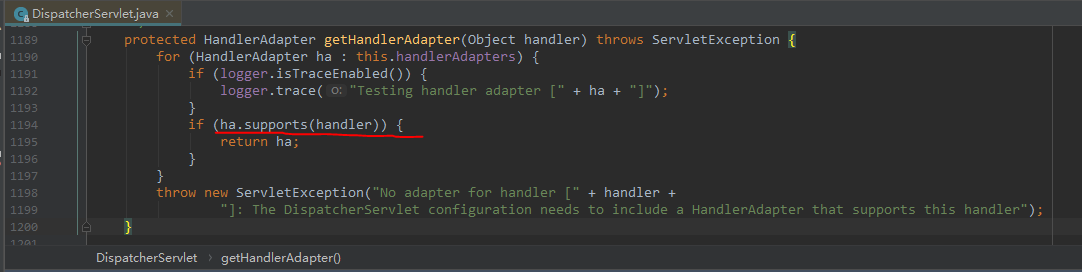 DispatcherServlet.java ×
1189 protected HandlerAdapter getHandlerAdapter(Object handler) throws ServletException {
1190 for (HandlerAdapter ha : this.handlerAdapters) {
1191 if (logger.isTraceEnabled()) {
1192 logger.trace( o: "Testing handler adapter [" + ha + "]");
1193 }
1194 if (ha.supports(handler)) {
1195 return ha;
1196 }
1197 }
1198 throw new ServletException("No adapter for handler [" + handler +
1199 "]: The DispatcherServlet configuration needs to include a HandlerAdapter that supports this handler");
1200 }
1201
DispatcherServlet › getHandlerAdapter()